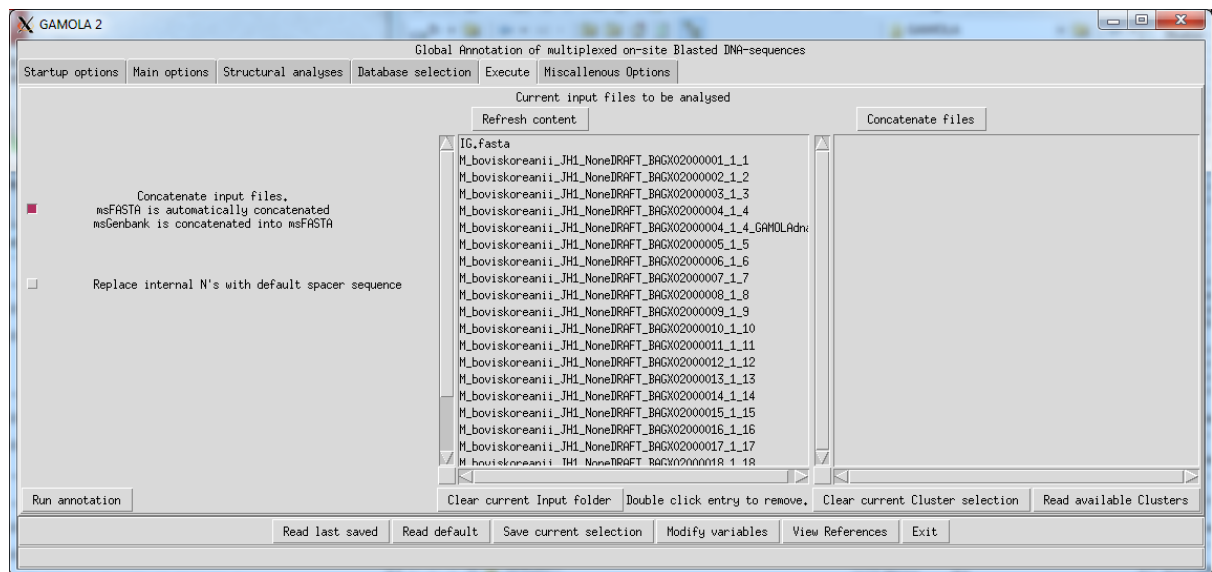 GAMOLA 2
Global Annotation of multiplexed on-site Blasted DNA-sequences
Startup options Main options Structural analyses Database selection Execute Miscallenous Options
Current input files to be analysed
Refresh content Concatenate files
Concatenate input files.
msFASTA is automatically concatenated
msGenbank is concatenated into msFASTA
Replace internal N's with default spacer sequence
IG.fasta
M_boviskoreanii_JH1_NoneDRAFT_BAGX02000001_1_1
M_boviskoreanii_JH1_NoneDRAFT_BAGX02000002_1_2
M_boviskoreanii_JH1_NoneDRAFT_BAGX02000003_1_3
M_boviskoreanii_JH1_NoneDRAFT_BAGX02000004_1_4
M_boviskoreanii_JH1_NoneDRAFT_BAGX02000004_1_4_GAMOLAdna
M_boviskoreanii_JH1_NoneDRAFT_BAGX02000005_1_5
M_boviskoreanii_JH1_NoneDRAFT_BAGX02000006_1_6
M_boviskoreanii_JH1_NoneDRAFT_BAGX02000007_1_7
M_boviskoreanii_JH1_NoneDRAFT_BAGX02000008_1_8
M_boviskoreanii_JH1_NoneDRAFT_BAGX02000009_1_9
M_boviskoreanii_JH1_NoneDRAFT_BAGX02000010_1_10
M_boviskoreanii_JH1_NoneDRAFT_BAGX02000011_1_11
M_boviskoreanii_JH1_NoneDRAFT_BAGX02000012_1_12
M_boviskoreanii_JH1_NoneDRAFT_BAGX02000013_1_13
M_boviskoreanii_JH1_NoneDRAFT_BAGX02000014_1_14
M_boviskoreanii_JH1_NoneDRAFT_BAGX02000015_1_15
M_boviskoreanii_JH1_NoneDRAFT_BAGX02000016_1_16
M_boviskoreanii_JH1_NoneDRAFT_BAGX02000017_1_17
M_boviskoreanii_JH1_NoneDRAFT_BAGX02000018_1_18
Run annotation Clear current Input folder Double click entry to remove. Clear current Cluster selection Read available Clusters
Read last saved Read default Save current selection Modify variables View References Exit